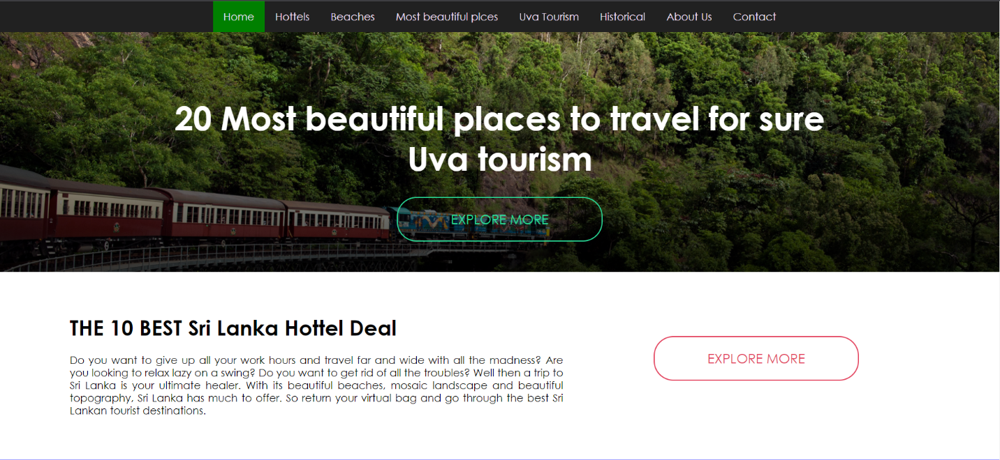 Home Hottels Beaches Most beautiful plces Uva Tourism Historical About Us Contact
20 Most beautiful places to travel for sure
Uva tourism
EXPLORE MORE
THE 10 BEST Sri Lanka Hottel Deal
Do you want to give up all your work hours and travel far and wide with all the madness? Are
you looking to relax lazy on a swing? Do you want to get rid of all the troubles? Well then a trip to
Sri Lanka is your ultimate healer. With its beautiful beaches, mosaic landscape and beautiful
topography, Sri Lanka has much to offer. So return your virtual bag and go through the best Sri
Lankan tourist destinations.
EXPLORE MORE